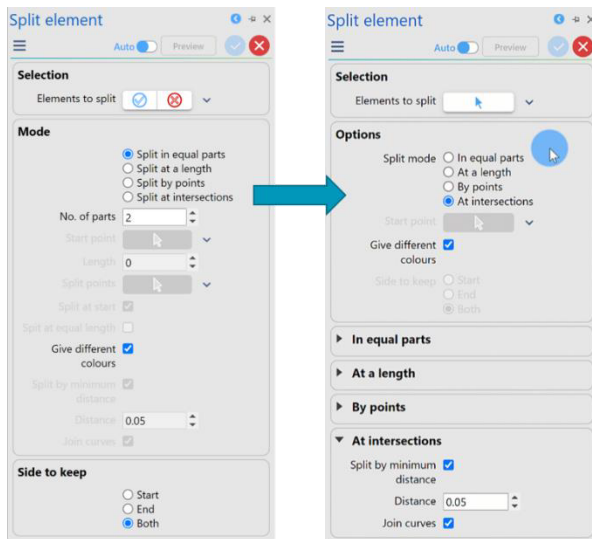 Split element
Auto
Preview
Selection
Elements to split
Mode
Split in equal parts
Split at a length
Split by points
Split at intersections
No. of parts 2
Start point
Length 0
Split points
Split at start
Split at equal length
Give different
colours
Split by minimum
distance
Distance 0.05
Join curves
Side to keep
Start
End
Both
Split element
Auto
Preview
Selection
Elements to split
Options
Split mode In equal parts
At a length
By points
At intersections
Start point
Give different
colours
Side to keep Start
End
Both
In equal parts
At a length
By points
At intersections
Split by minimum
distance
Distance 0.05
Join curves